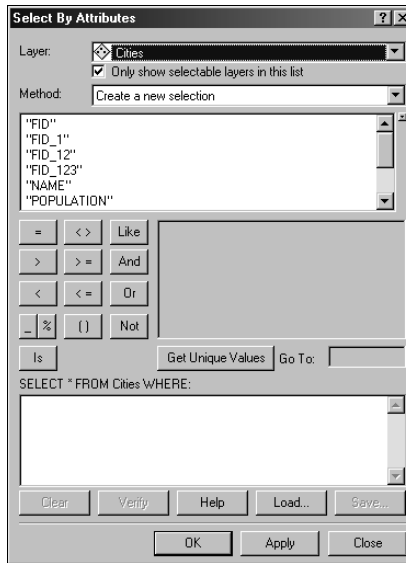 Select By Attributes
Layer: Cities
Only show selectable layers in this list
Method: Create a new selection
"FID"
"FID_1"
"FID_12"
"FID_123"
"NAME"
"POPULATION"
= < > Like
> > = And
< < = Or
_ % ( ) Not
Is Get Unique Values Go To:
SELECT * FROM Cities WHERE:
Clear Verify Help Load... Save...
OK Apply Close